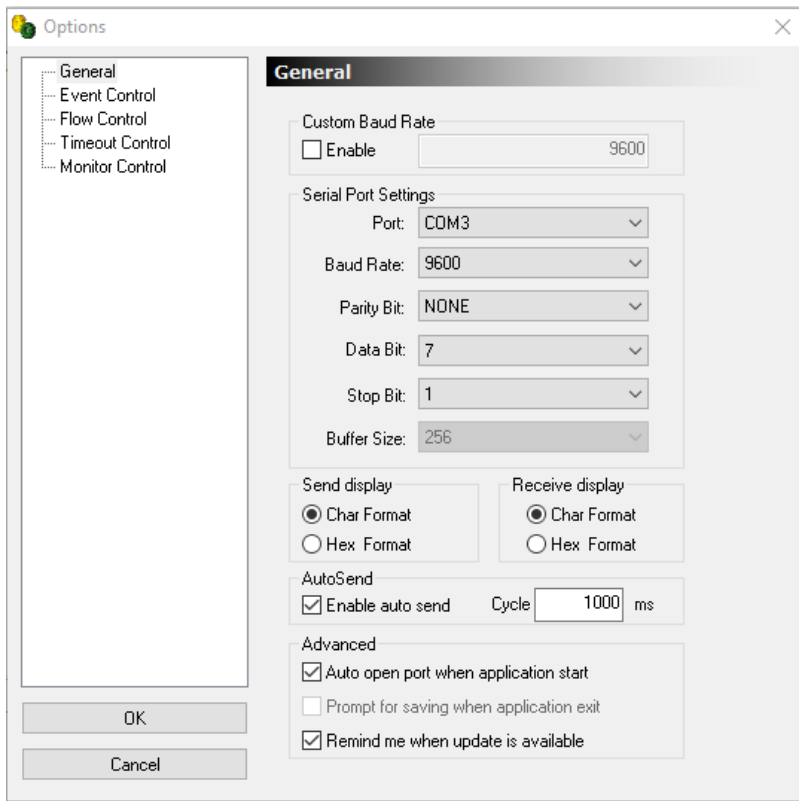 Options
General
Event Control
Flow Control
Timeout Control
Monitor Control
OK
Cancel
General
Custom Baud Rate
Enable 9600
Serial Port Settings
Port: COM3
Baud Rate: 9600
Parity Bit: NONE
Data Bit: 7
Stop Bit: 1
Buffer Size: 256
Send display
Char Format
Hex Format
Receive display
Char Format
Hex Format
AutoSend
Enable auto send Cycle 1000 ms
Advanced
Auto open port when application start
Prompt for saving when application exit
Remind me when update is available